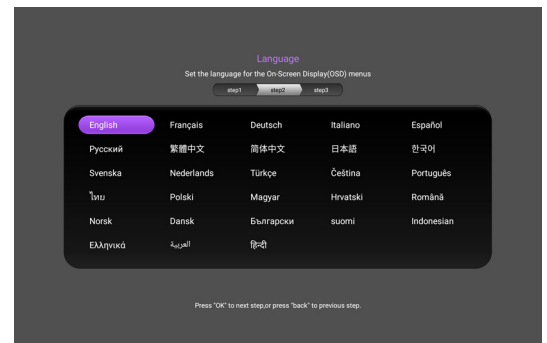 Language
Set the language for the On-Screen Display(OSD) menus
step1 step2 step3
English Français Deutsch Italiano Español
Русский 繁體中文 简体中文 日本語 한국어
Svenska Nederlands Türkçe Čeština Português
ไทย Polski Magyar Hrvatski Română
Norsk Dansk Български suomi Indonesian
Ελληνικά العربية हिन्दी
Press "OK" to next step,or press "back" to previous step.